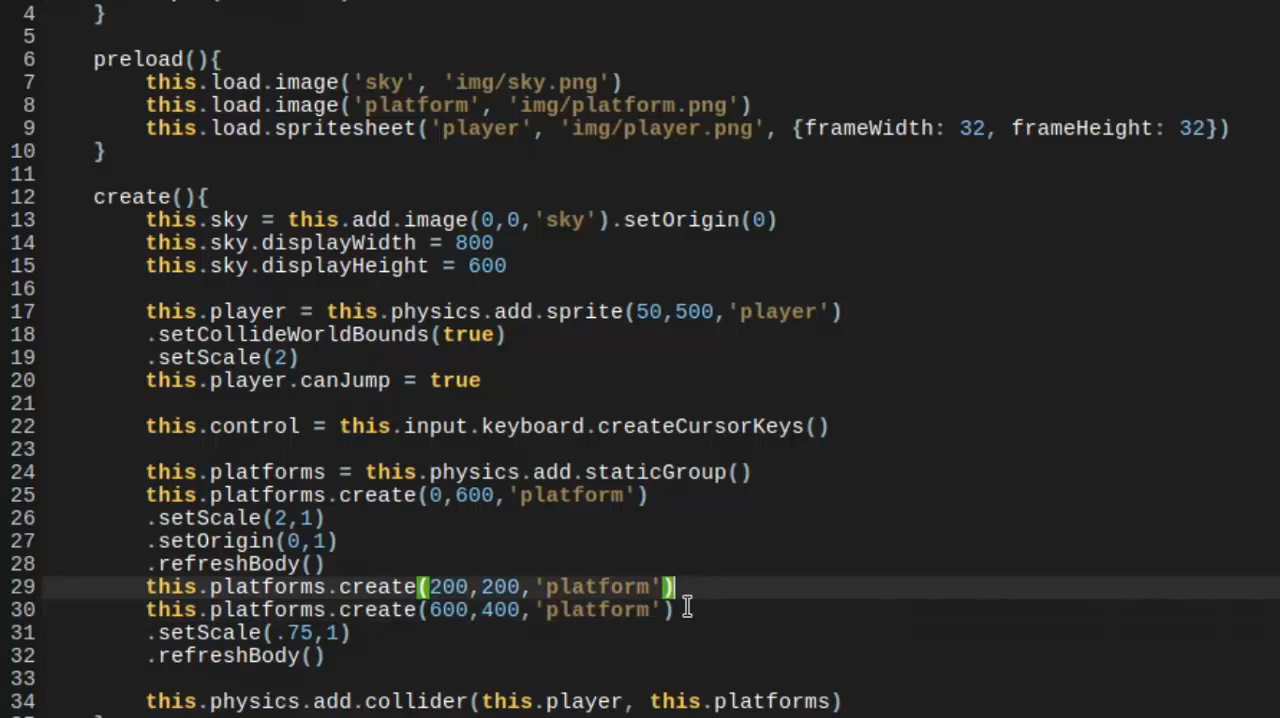 4 }
5
6 preload(){
7 this.load.image('sky', 'img/sky.png')
8 this.load.image('platform', 'img/platform.png')
9 this.load.spritesheet('player', 'img/player.png', {frameWidth: 32, frameHeight: 32})
10 }
11
12 create(){
13 this.sky = this.add.image(0,0,'sky').setOrigin(0)
14 this.sky.displayWidth = 800
15 this.sky.displayHeight = 600
16
17 this.player = this.physics.add.sprite(50,500,'player')
18 .setCollideWorldBounds(true)
19 .setScale(2)
20 this.player.canJump = true
21
22 this.control = this.input.keyboard.createCursorKeys()
23
24 this.platforms = this.physics.add.staticGroup()
25 this.platforms.create(0,600,'platform')
26 .setScale(2,1)
27 .setOrigin(0,1)
28 .refreshBody()
29 this.platforms.create(200,200,'platform')
30 this.platforms.create(600,400,'platform')
31 .setScale(.75,1)
32 .refreshBody()
33
34 this.physics.add.collider(this.player, this.platforms)